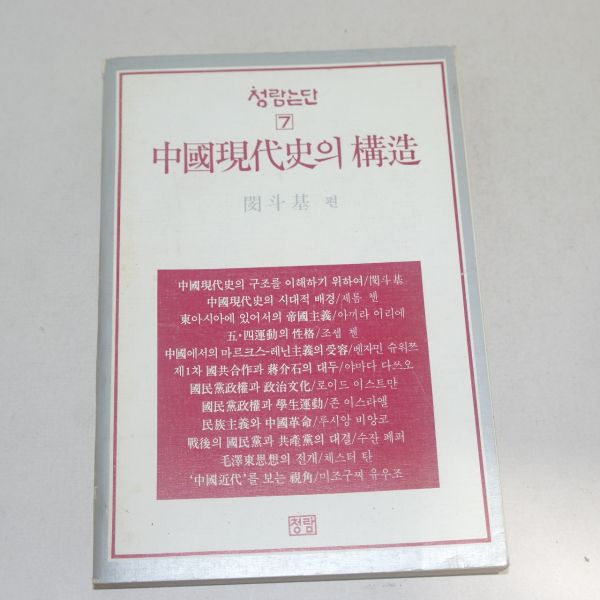 청람논단
7
中國現代史의 構造
閔斗基 편
中國現代史의 구조를 이해하기 위하여/閔斗基
中國現代史의 시대적 배경/제롬 첸
東아시아에 있어서의 帝國主義/아끼라 이리에
五·四運動의 性格/조셉 첸
中國에서의 마르크스-레닌主義의 受容/벤자민 슈워쯔
제1차 國共合作과 蔣介石의 대두/야마다 다쓰오
國民黨政權과 政治文化/로이드 이스트만
國民黨政權과 學生運動/존 이스라엘
民族主義와 中國革命/루시앙 비앙코
戰後의 國民黨과 共產黨의 대결/수잔 페퍼
毛澤東思想의 전개/체스터 탄
'中國近代'를 보는 視角/미조구찌 유우조
청람